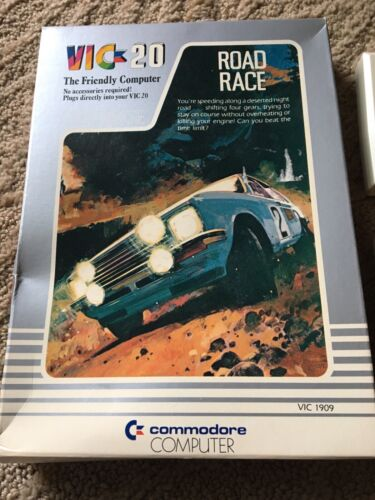 VIC 20
The Friendly Computer
No accessories required!
Plugs directly into your VIC 20
ROAD
RACE
You're speeding along a deserted night
road ... shifting four gears, trying to
stay on course without overheating or
killing your engine! Can you beat the
time limit?
2
VIC 1909
commodore
COMPUTER